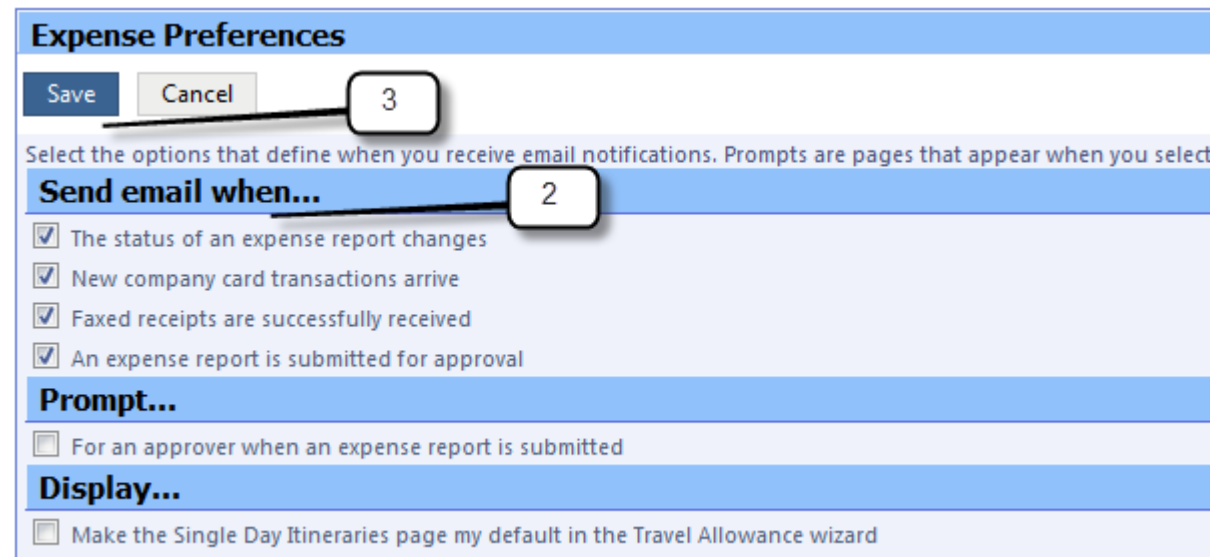 Expense Preferences
Save Cancel 3
Select the options that define when you receive email notifications. Prompts are pages that appear when you select
Send email when... 2
The status of an expense report changes
New company card transactions arrive
Faxed receipts are successfully received
An expense report is submitted for approval
Prompt...
For an approver when an expense report is submitted
Display...
Make the Single Day Itineraries page my default in the Travel Allowance wizard